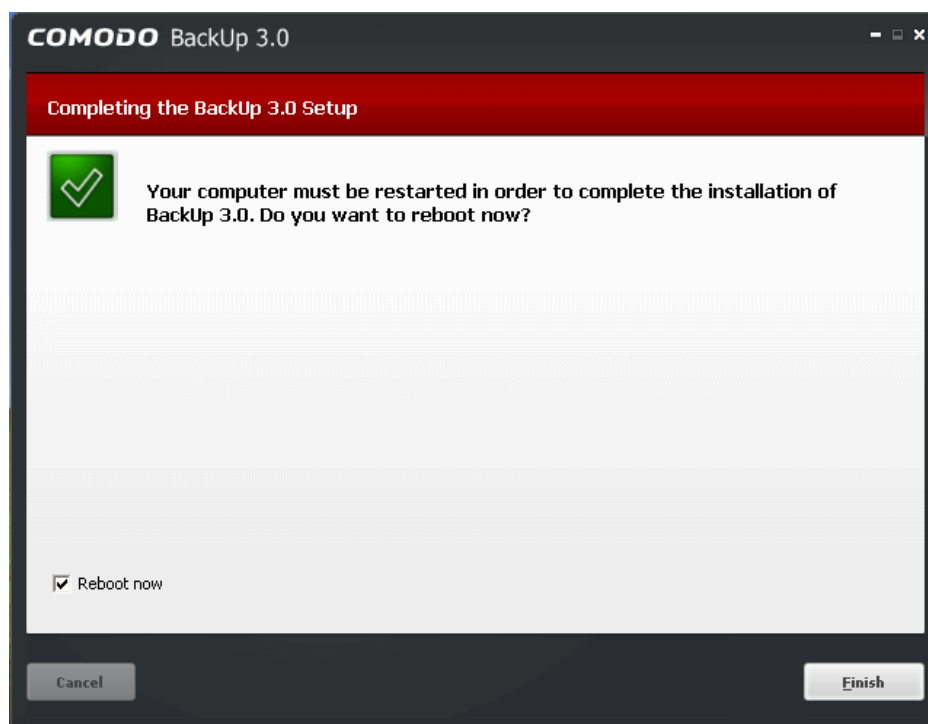 COMODO BackUp 3.0
Completing the BackUp 3.0 Setup
Your computer must be restarted in order to complete the installation of
BackUp 3.0. Do you want to reboot now?
Reboot now
Cancel
Finish